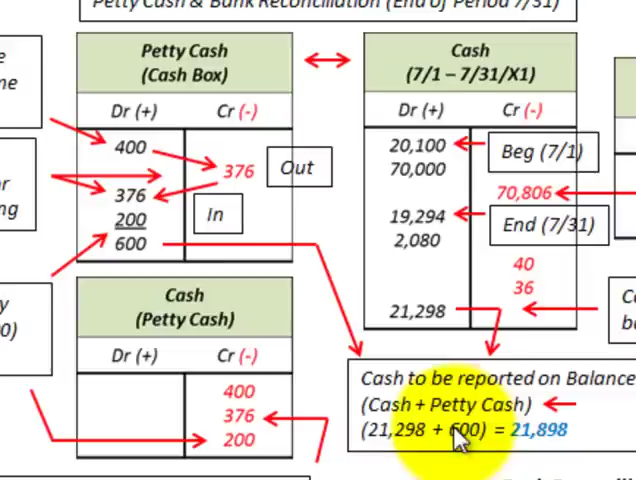 Petty Cash & Bank Reconciliation (End of Period 7/31)
e
me
Petty Cash
(Cash Box)
Dr (+) Cr (-)
400
376
Out
376
In
200
600
r
ng
Cash
(7/1 – 7/31/X1)
Dr (+) Cr (-)
20,100
Beg (7/1)
70,000
70,806
19,294
End (7/31)
2,080
40
36
21,298
y
0)
Cash
(Petty Cash)
Dr (+) Cr (-)
400
376
200
Cash to be reported on Balance
(Cash + Petty Cash)
(21,298 + 600) = 21,898